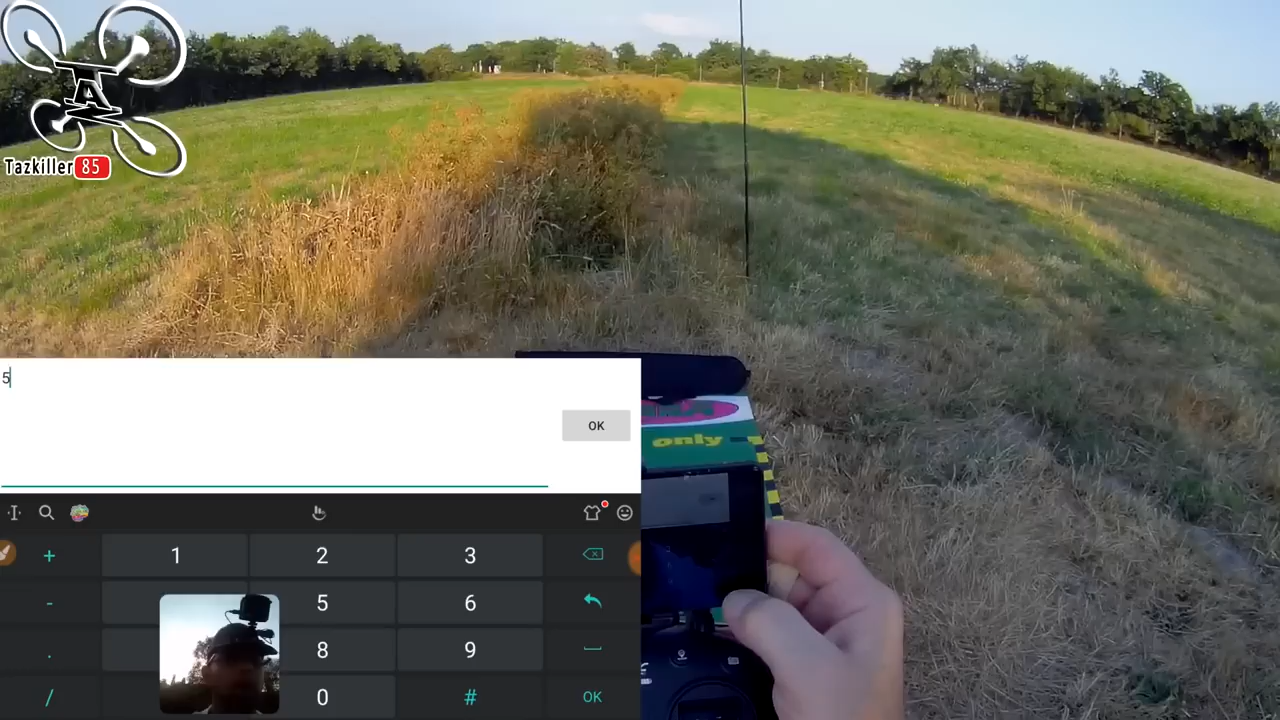 A
Tazkiller 85
5
OK
only
+ 1 2 3
- 5 6
. 8 9
/ 0 # OK